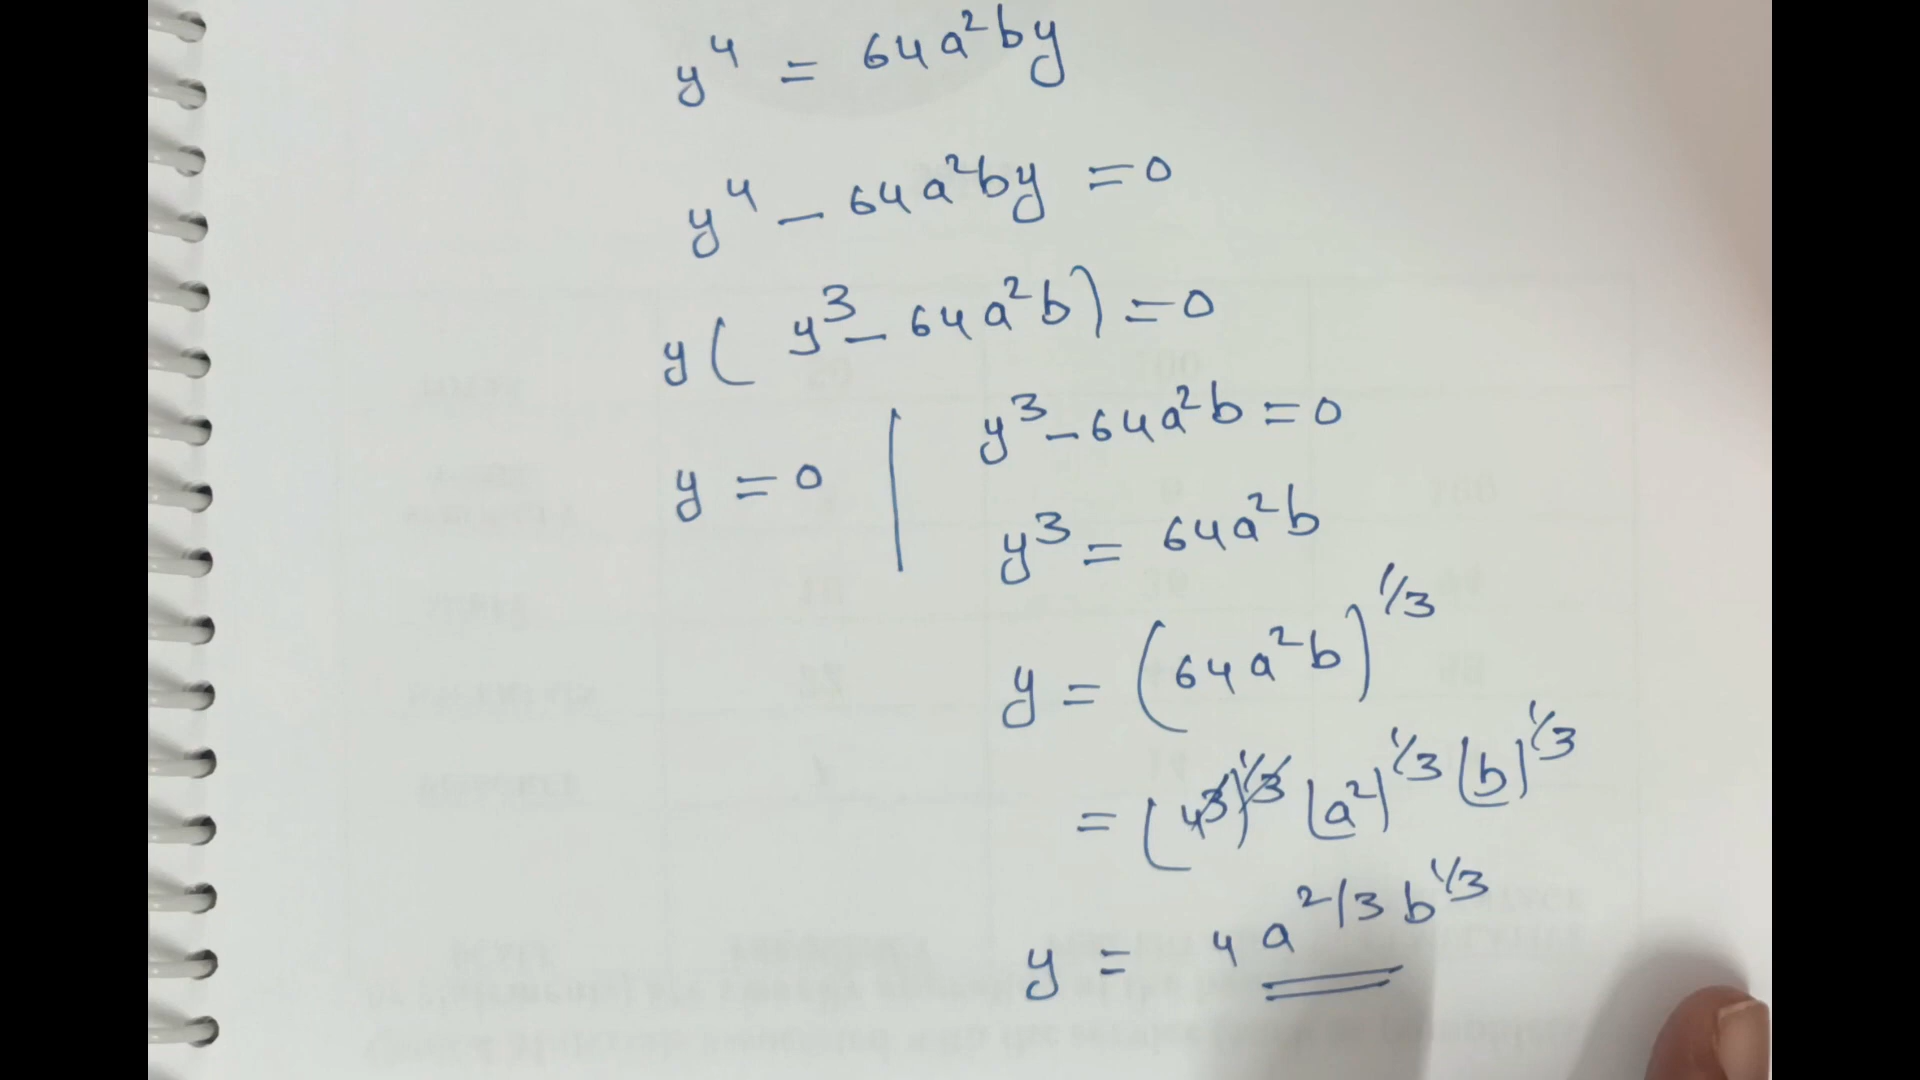 y⁴ = 64a²by
y⁴ - 64a²by = 0
y( y³ - 64a²b) = 0
y = 0 | y³ - 64a²b = 0
y³ = 64a²b
y = (64a²b)^1/3
= (4³)^1/3 (a²)^1/3 (b)^1/3
y = 4a^2/3 b^1/3